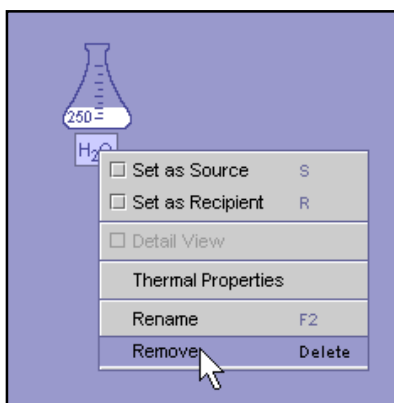 250
H₂O
Set as Source S
Set as Recipient R
Detail View
Thermal Properties
Rename F2
Remove Delete